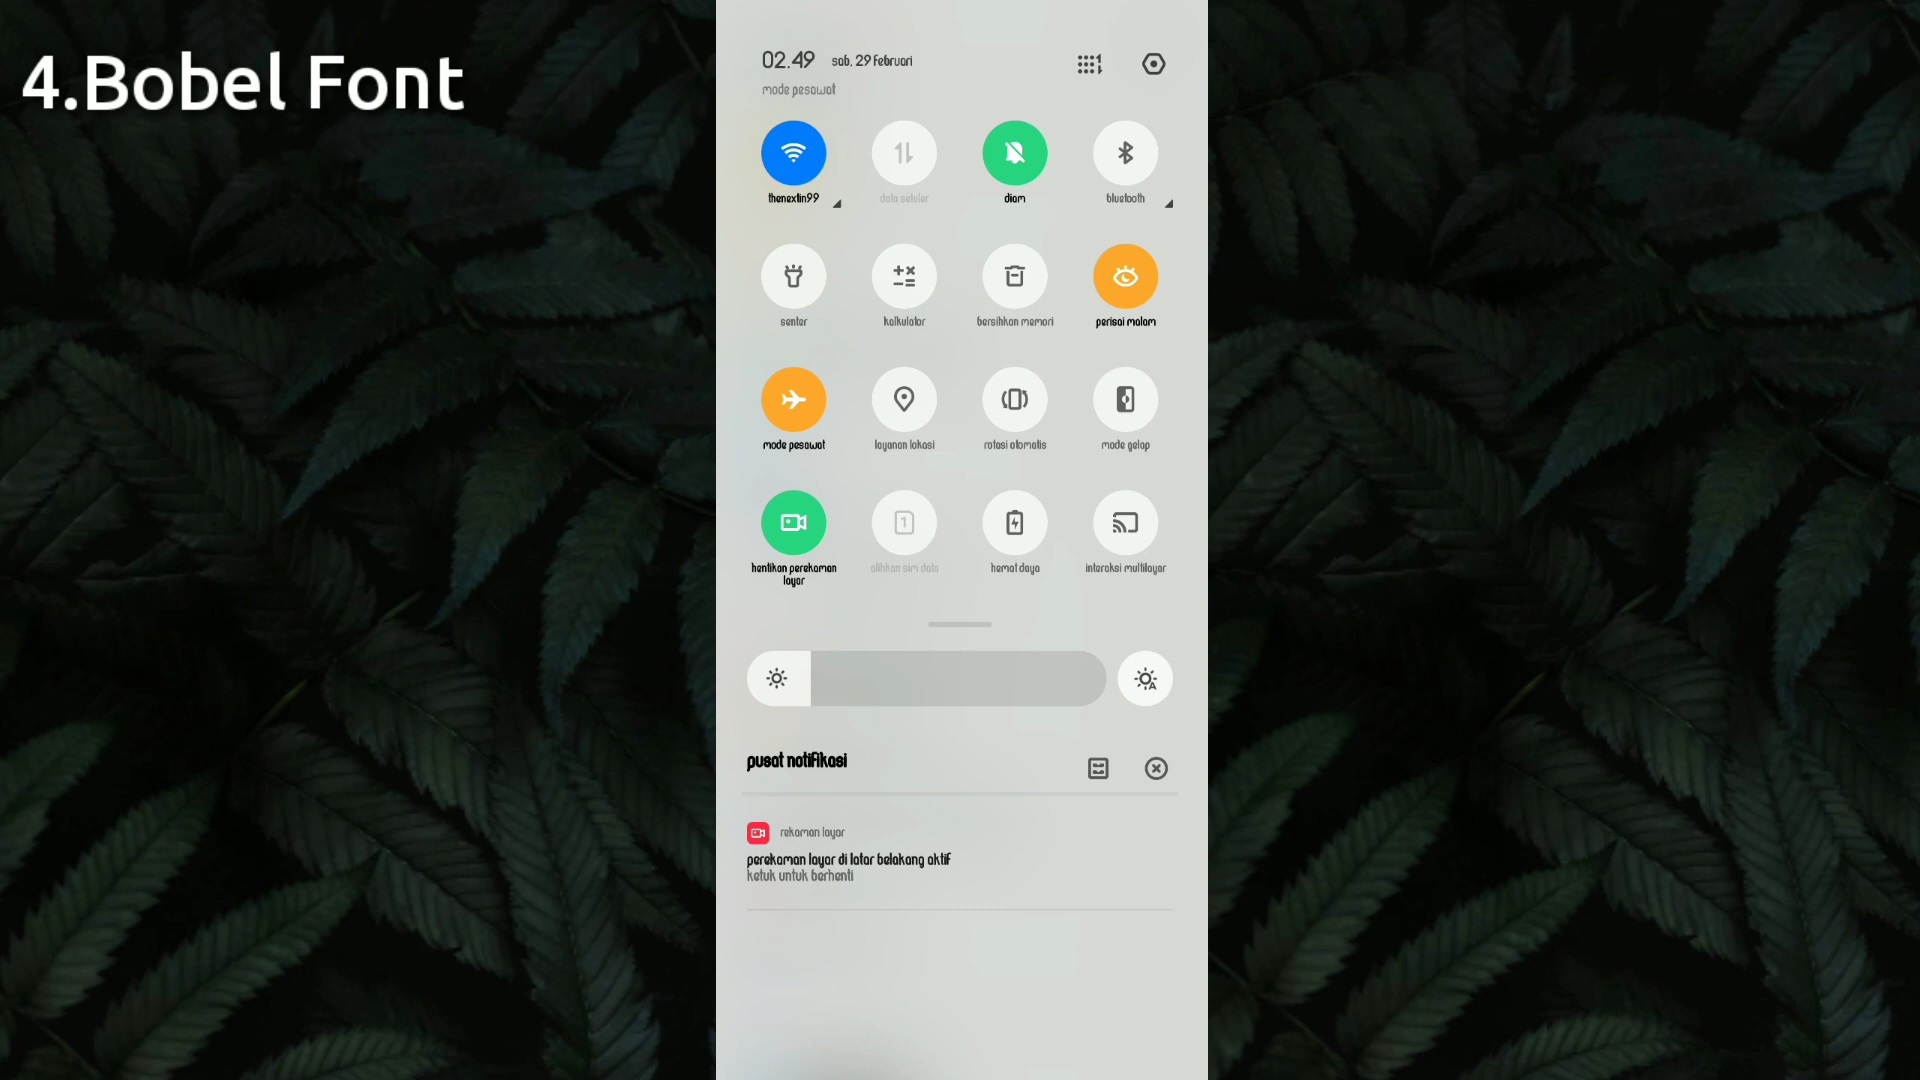 4.Bobel Font
02.49 sab, 29 Februari
mode pesawat
thenextin99 data seluler diam bluetooth
senter kalkulator bersihkan memori perisai malam
mode pesawat layanan lokasi rotasi otomatis mode gelap
hentikan perekaman layar alihkan sim data hemat daya interaksi multilayar
pusat notifikasi
rekaman layar
perekaman layar di latar belakang aktif
ketuk untuk berhenti